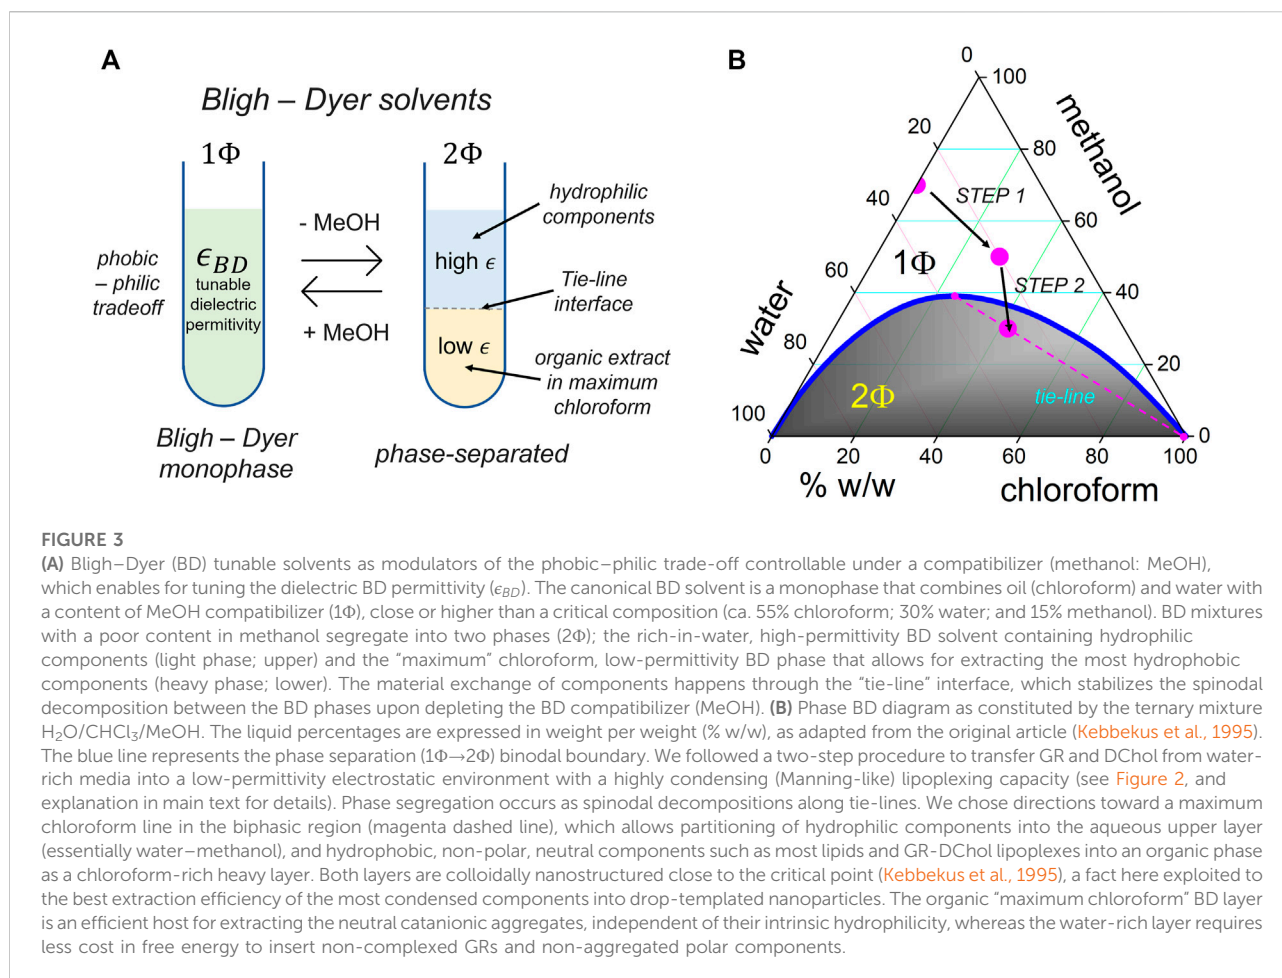 A
Bligh – Dyer solvents
1Φ
2Φ
phobic
– philic
tradeoff
ϵBD
tunable
dielectric
permitivity
- MeOH
+ MeOH
high ϵ
low ϵ
hydrophilic
components
Tie-line
interface
organic extract
in maximum
chloroform
Bligh – Dyer
monophase
phase-separated
B
0
20
40
60
80
100
water
100
80
60
40
20
0
methanol
STEP 1
STEP 2
1Φ
2Φ
tie-line
0
20
40
60
80
100
% w/w
chloroform
FIGURE 3
(A) Bligh–Dyer (BD) tunable solvents as modulators of the phobic–philic trade-off controllable under a compatibilizer (methanol: MeOH),
which enables for tuning the dielectric BD permittivity (ϵBD). The canonical BD solvent is a monophase that combines oil (chloroform) and water with
a content of MeOH compatibilizer (1Φ), close or higher than a critical composition (ca. 55% chloroform; 30% water; and 15% methanol). BD mixtures
with a poor content in methanol segregate into two phases (2Φ); the rich-in-water, high-permittivity BD solvent containing hydrophilic
components (light phase; upper) and the “maximum” chloroform, low-permittivity BD phase that allows for extracting the most hydrophobic
components (heavy phase; lower). The material exchange of components happens through the “tie-line” interface, which stabilizes the spinodal
decomposition between the BD phases upon depleting the BD compatibilizer (MeOH). (B) Phase BD diagram as constituted by the ternary mixture
H2O/CHCl3/MeOH. The liquid percentages are expressed in weight per weight (% w/w), as adapted from the original article (Kebbekus et al., 1995).
The blue line represents the phase separation (1Φ→2Φ) binodal boundary. We followed a two-step procedure to transfer GR and DChol from water-
rich media into a low-permittivity electrostatic environment with a highly condensing (Manning-like) lipoplexing capacity (see Figure 2, and
explanation in main text for details). Phase segregation occurs as spinodal decompositions along tie-lines. We chose directions toward a maximum
chloroform line in the biphasic region (magenta dashed line), which allows partitioning of hydrophilic components into the aqueous upper layer
(essentially water–methanol), and hydrophobic, non-polar, neutral components such as most lipids and GR-DChol lipoplexes into an organic phase
as a chloroform-rich heavy layer. Both layers are colloidally nanostructured close to the critical point (Kebbekus et al., 1995), a fact here exploited to
the best extraction efficiency of the most condensed components into drop-templated nanoparticles. The organic “maximum chloroform” BD layer
is an efficient host for extracting the neutral catanionic aggregates, independent of their intrinsic hydrophilicity, whereas the water-rich layer requires
less cost in free energy to insert non-complexed GRs and non-aggregated polar components.